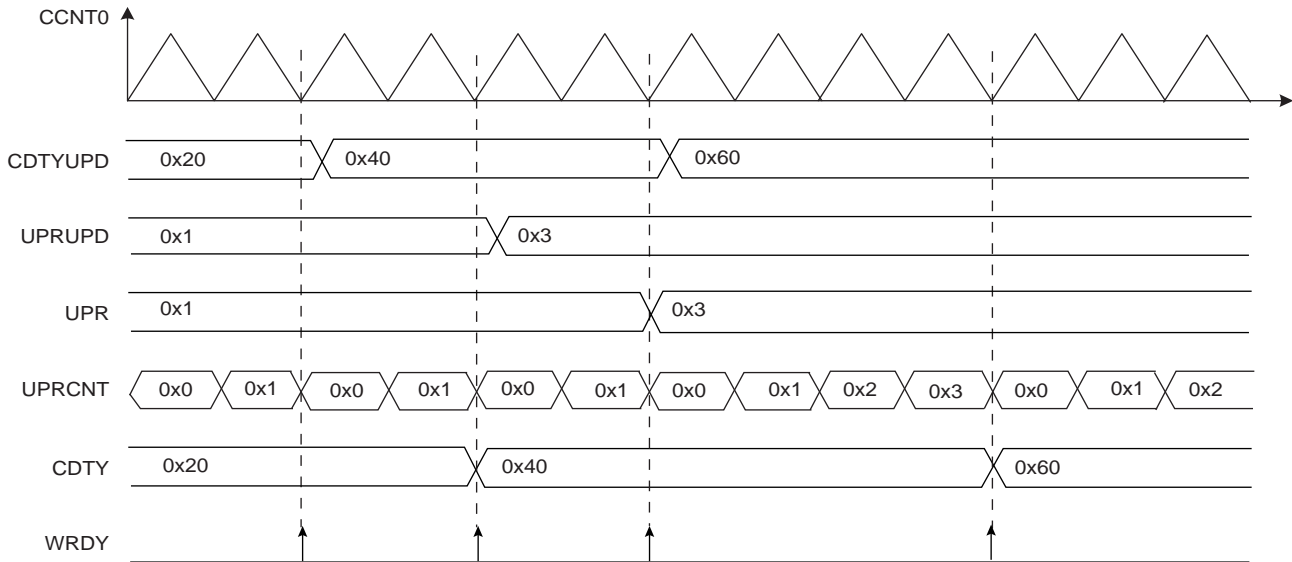 CCNT0
CDTYUPD 0x20 0x40 0x60
UPRUPD 0x1 0x3
UPR 0x1 0x3
UPRCNT 0x0 0x1 0x0 0x1 0x0 0x1 0x0 0x1 0x2 0x3 0x0 0x1 0x2
CDTY 0x20 0x40 0x60
WRDY